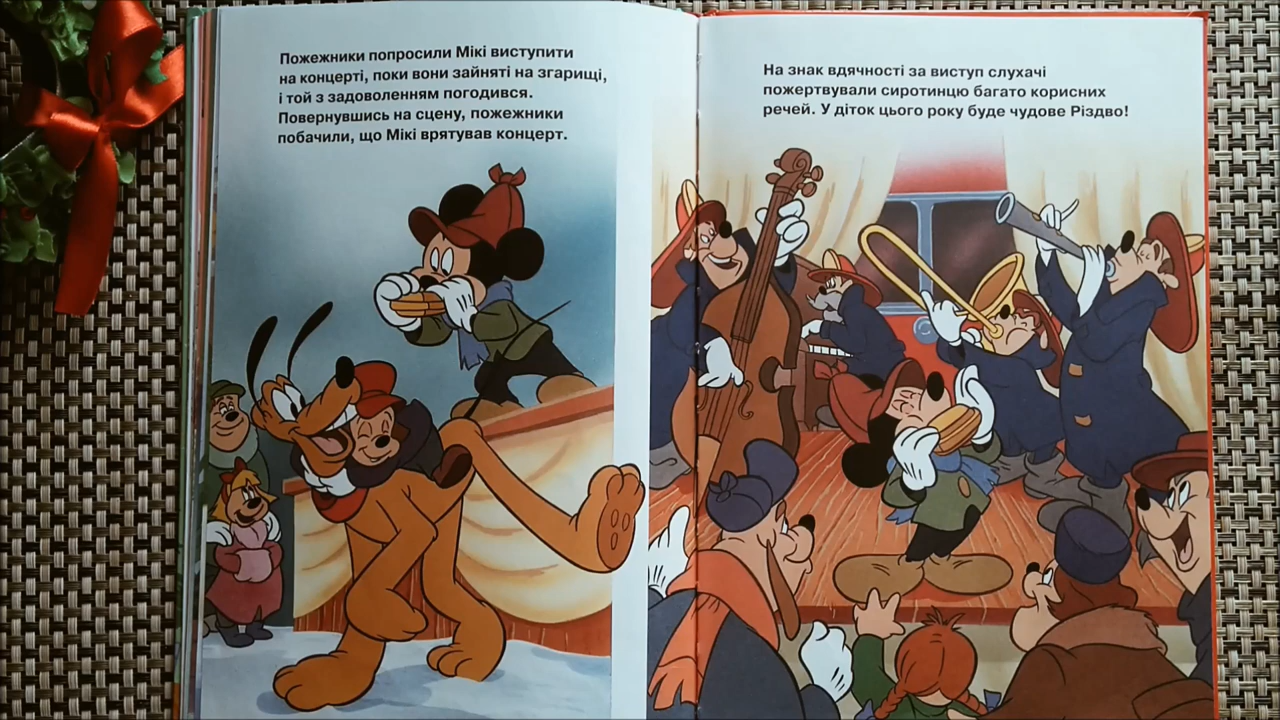 Пожежники попросили Мікі виступити
на концерті, поки вони зайняті на згарищі,
і той з задоволенням погодився.
Повернувшись на сцену, пожежники
побачили, що Мікі врятував концерт.
На знак вдячності за виступ слухачі
пожертвували сиротинцю багато корисних
речей. У діток цього року буде чудове Різдво!